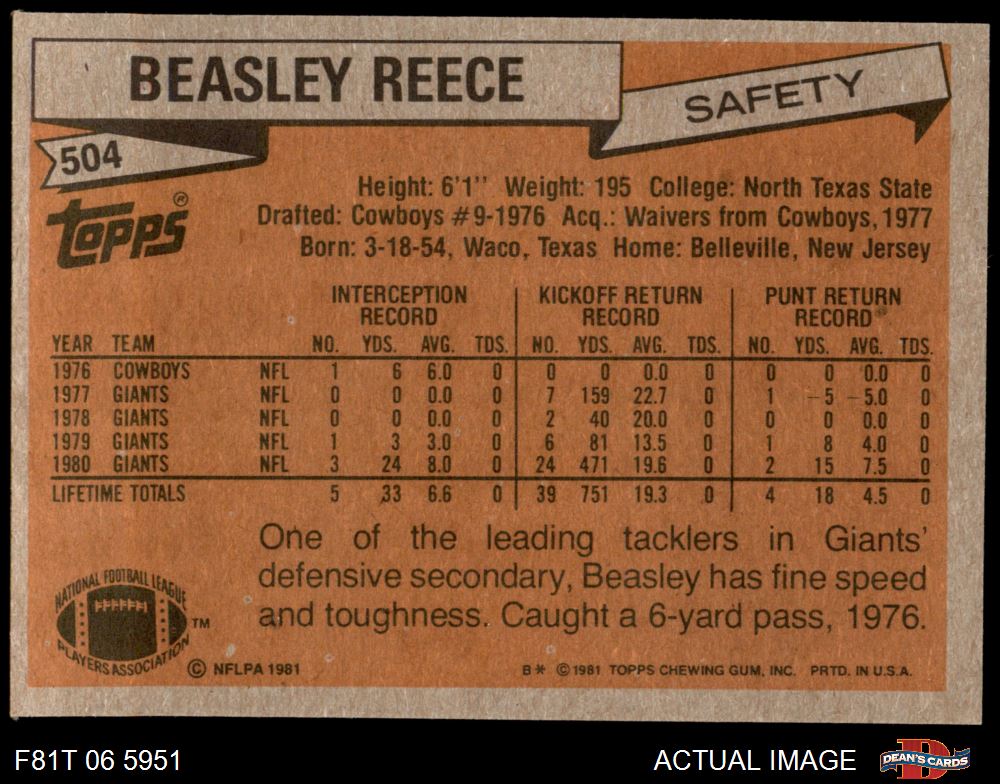 BEASLEY REECE
SAFETY
504
Topps®
Height: 6'1'' Weight: 195 College: North Texas State
Drafted: Cowboys #9-1976 Acq.: Waivers from Cowboys, 1977
Born: 3-18-54, Waco, Texas Home: Belleville, New Jersey
INTERCEPTION RECORD KICKOFF RETURN RECORD PUNT RETURN RECORD
YEAR TEAM NO. YDS. AVG. TDS. NO. YDS. AVG. TDS. NO. YDS. AVG. TDS.
1976 COWBOYS NFL 1 6 6.0 0 0 0 0.0 0 0 0 0.0 0
1977 GIANTS NFL 0 0 0.0 0 7 159 22.7 0 1 -5 -5.0 0
1978 GIANTS NFL 0 0 0.0 0 2 40 20.0 0 0 0 0.0 0
1979 GIANTS NFL 1 3 3.0 0 6 81 13.5 0 1 8 4.0 0
1980 GIANTS NFL 3 24 8.0 0 24 471 19.6 0 2 15 7.5 0
LIFETIME TOTALS 5 33 6.6 0 39 751 19.3 0 4 18 4.5 0
One of the leading tacklers in Giants'
defensive secondary, Beasley has fine speed
and toughness. Caught a 6-yard pass, 1976.
NATIONAL FOOTBALL LEAGUE
PLAYERS ASSOCIATION
TM
© NFLPA 1981
B* © 1981 TOPPS CHEWING GUM, INC. PRTD. IN U.S.A.
F81T 06 5951
ACTUAL IMAGE
DEAN'S CARDS